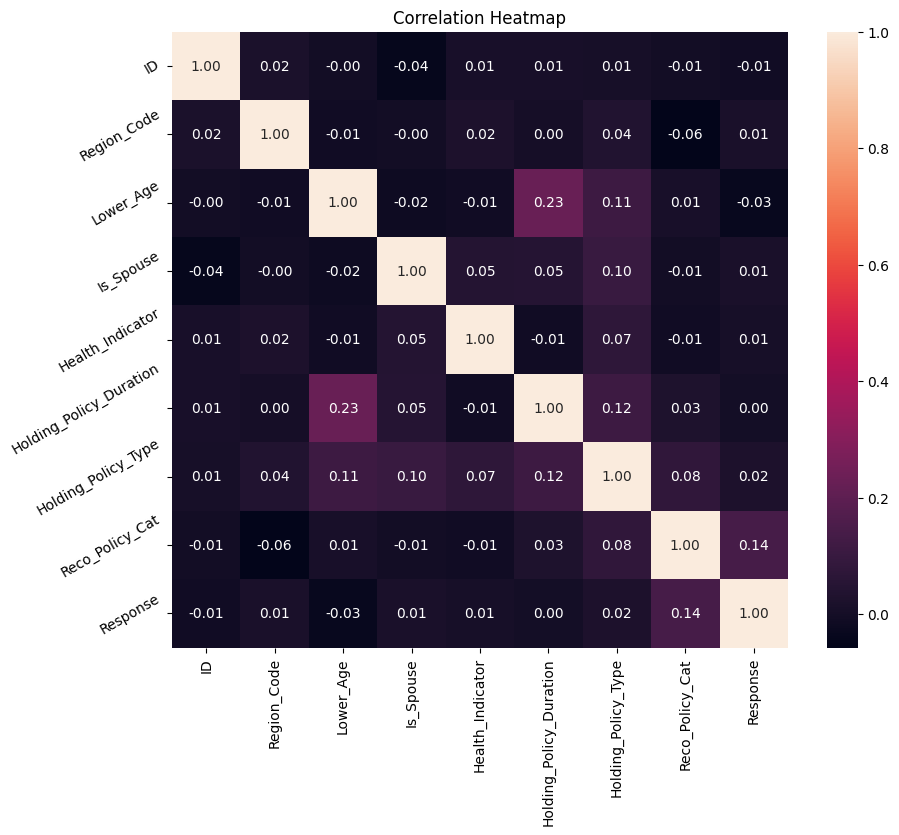 Correlation Heatmap
ID 1.00 0.02 -0.00 -0.04 0.01 0.01 0.01 -0.01 -0.01
Region_Code 0.02 1.00 -0.01 -0.00 0.02 0.00 0.04 -0.06 0.01
Lower_Age -0.00 -0.01 1.00 -0.02 -0.01 0.23 0.11 0.01 -0.03
Is_Spouse -0.04 -0.00 -0.02 1.00 0.05 0.05 0.10 -0.01 0.01
Health_Indicator 0.01 0.02 -0.01 0.05 1.00 -0.01 0.07 -0.01 0.01
Holding_Policy_Duration 0.01 0.00 0.23 0.05 -0.01 1.00 0.12 0.03 0.00
Holding_Policy_Type 0.01 0.04 0.11 0.10 0.07 0.12 1.00 0.08 0.02
Reco_Policy_Cat -0.01 -0.06 0.01 -0.01 -0.01 0.03 0.08 1.00 0.14
Response -0.01 0.01 -0.03 0.01 0.01 0.00 0.02 0.14 1.00
ID
Region_Code
Lower_Age
Is_Spouse
Health_Indicator
Holding_Policy_Duration
Holding_Policy_Type
Reco_Policy_Cat
Response
1.0
0.8
0.6
0.4
0.2
0.0